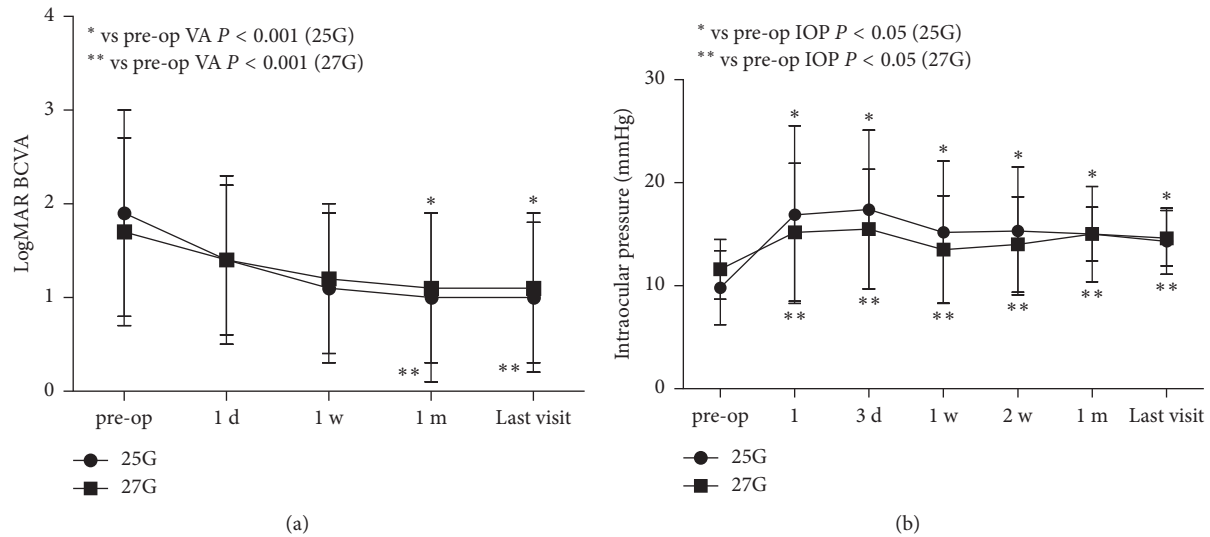 * vs pre-op VA P < 0.001 (25G)
** vs pre-op VA P < 0.001 (27G)
4
3
2
1
0
LogMAR BCVA
*
*
**
**
pre-op 1 d 1 w 1 m Last visit
25G
27G
(a)
* vs pre-op IOP P < 0.05 (25G)
** vs pre-op IOP P < 0.05 (27G)
30
20
10
0
Intraocular pressure (mmHg)
* * * * * *
** ** ** ** ** **
pre-op 1 3 d 1 w 2 w 1 m Last visit
25G
27G
(b)